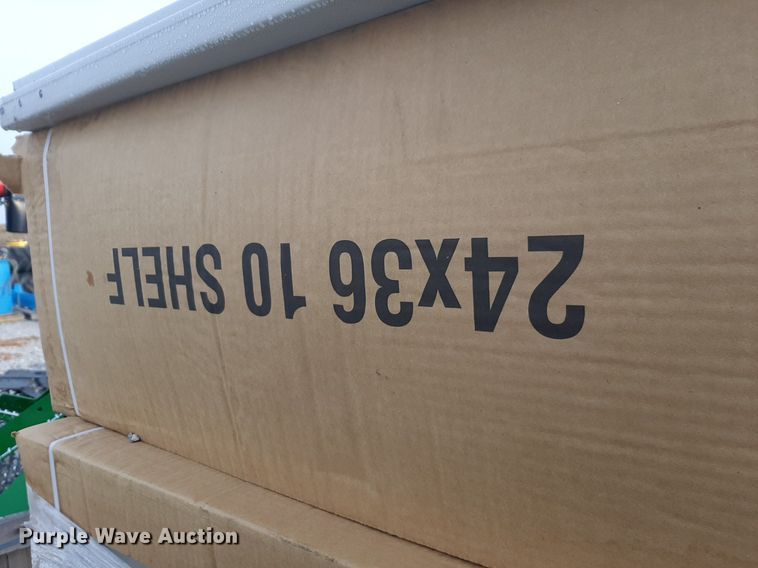 24x36 10 SHELF
Purple Wave Auction